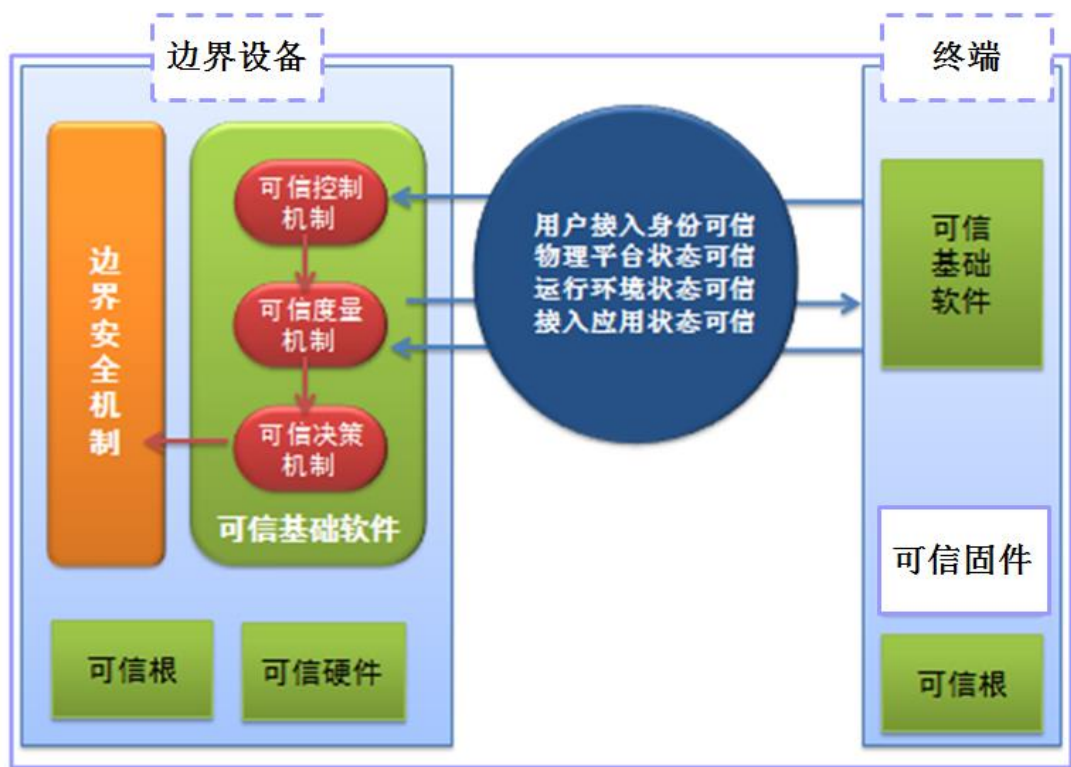 边界设备
终端
边界安全机制
可信控制
机制
可信度量
机制
可信决策
机制
可信基础软件
可信根
可信硬件
用户接入身份可信
物理平台状态可信
运行环境状态可信
接入应用状态可信
可信
基础
软件
可信固件
可信根